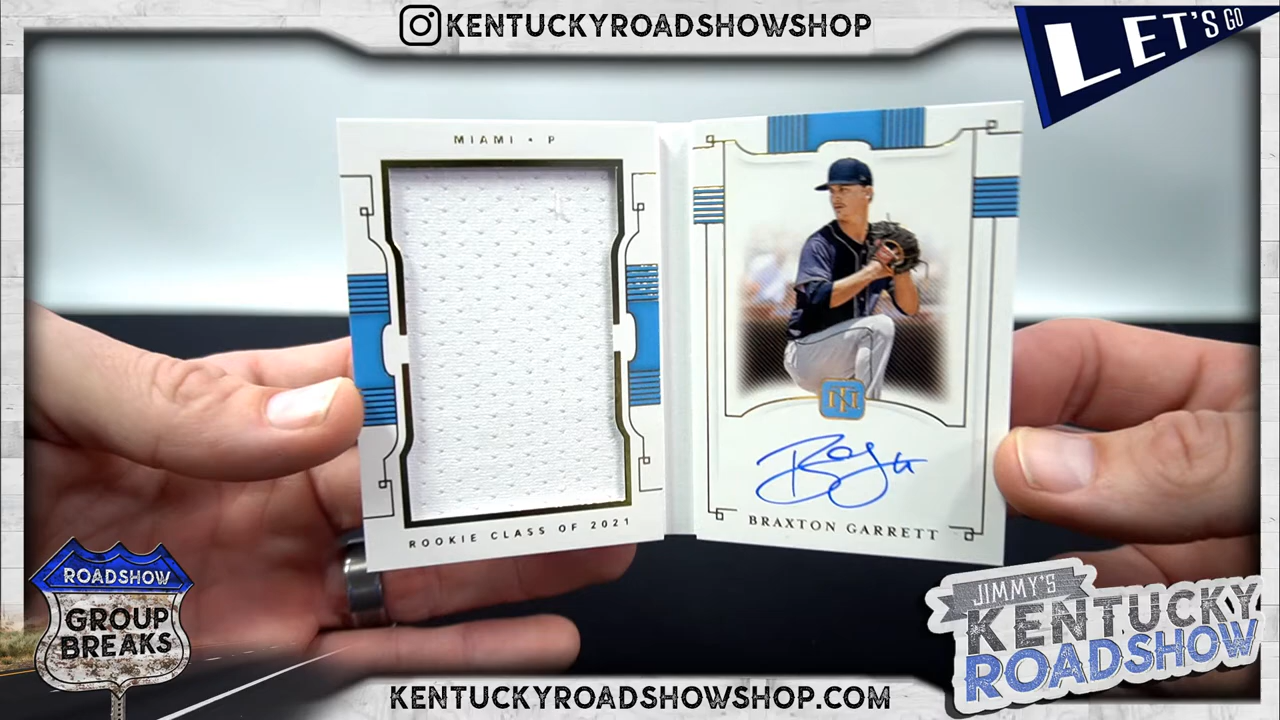 KENTUCKYROADSHOWSHOP
LET'S GO
MIAMI • P
ROOKIE CLASS OF 2021
BRAXTON GARRETT
ROADSHOW
GROUP
BREAKS
JIMMY'S
KENTUCKY
ROADSHOW
KENTUCKYROADSHOWSHOP.COM